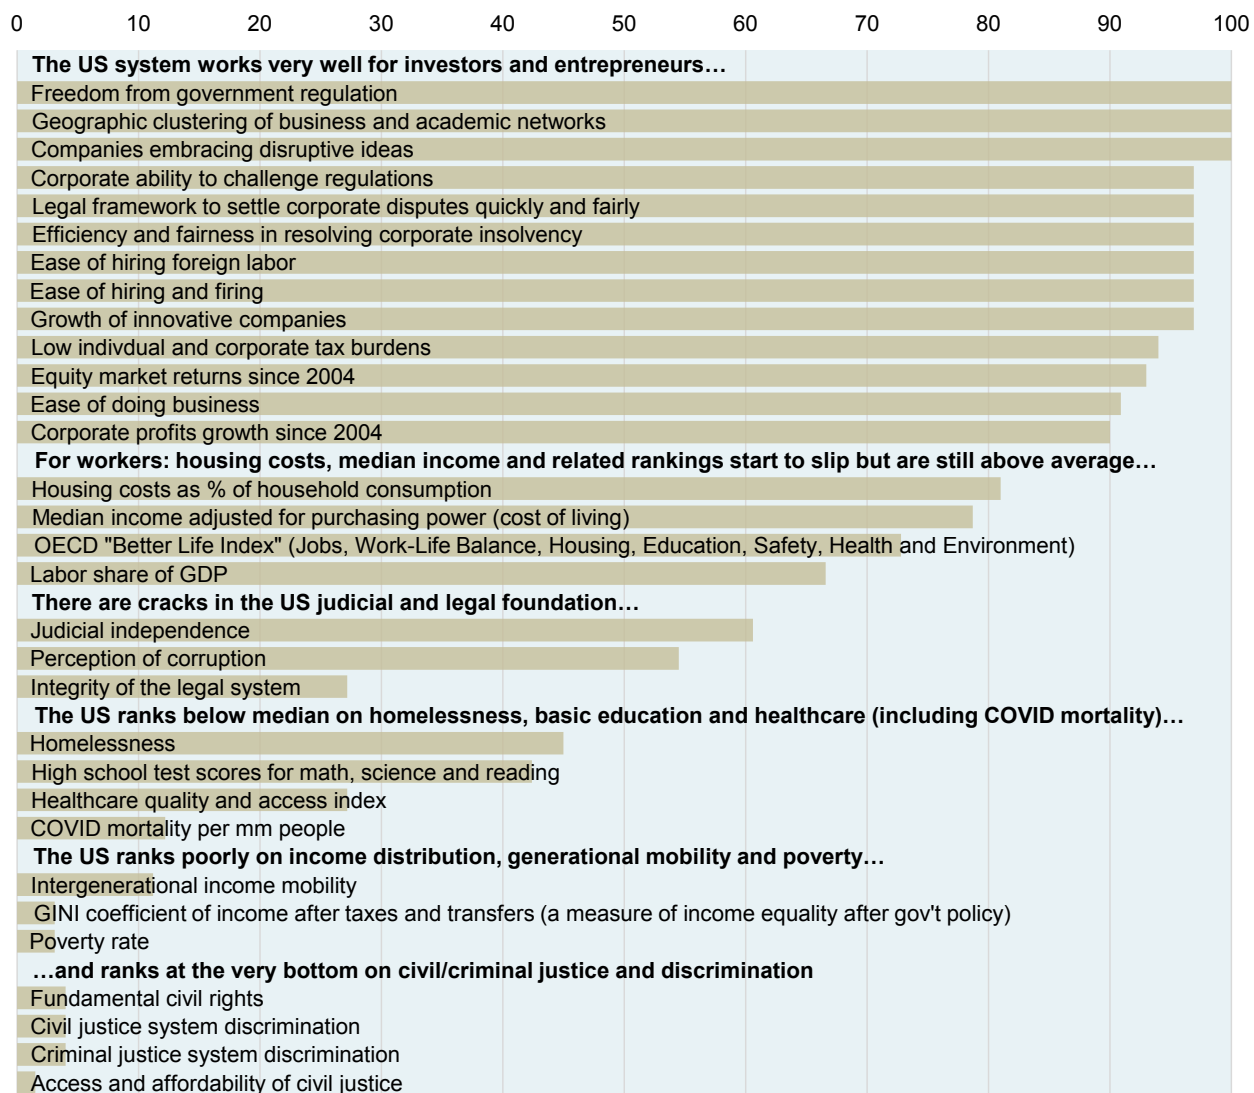 0 10 20 30 40 50 60 70 80 90 100
The US system works very well for investors and entrepreneurs…
Freedom from government regulation
Geographic clustering of business and academic networks
Companies embracing disruptive ideas
Corporate ability to challenge regulations
Legal framework to settle corporate disputes quickly and fairly
Efficiency and fairness in resolving corporate insolvency
Ease of hiring foreign labor
Ease of hiring and firing
Growth of innovative companies
Low indivdual and corporate tax burdens
Equity market returns since 2004
Ease of doing business
Corporate profits growth since 2004
For workers: housing costs, median income and related rankings start to slip but are still above average…
Housing costs as % of household consumption
Median income adjusted for purchasing power (cost of living)
OECD "Better Life Index" (Jobs, Work-Life Balance, Housing, Education, Safety, Health and Environment)
Labor share of GDP
There are cracks in the US judicial and legal foundation…
Judicial independence
Perception of corruption
Integrity of the legal system
The US ranks below median on homelessness, basic education and healthcare (including COVID mortality)…
Homelessness
High school test scores for math, science and reading
Healthcare quality and access index
COVID mortality per mm people
The US ranks poorly on income distribution, generational mobility and poverty…
Intergenerational income mobility
GINI coefficient of income after taxes and transfers (a measure of income equality after gov't policy)
Poverty rate
…and ranks at the very bottom on civil/criminal justice and discrimination
Fundamental civil rights
Civil justice system discrimination
Criminal justice system discrimination
Access and affordability of civil justice